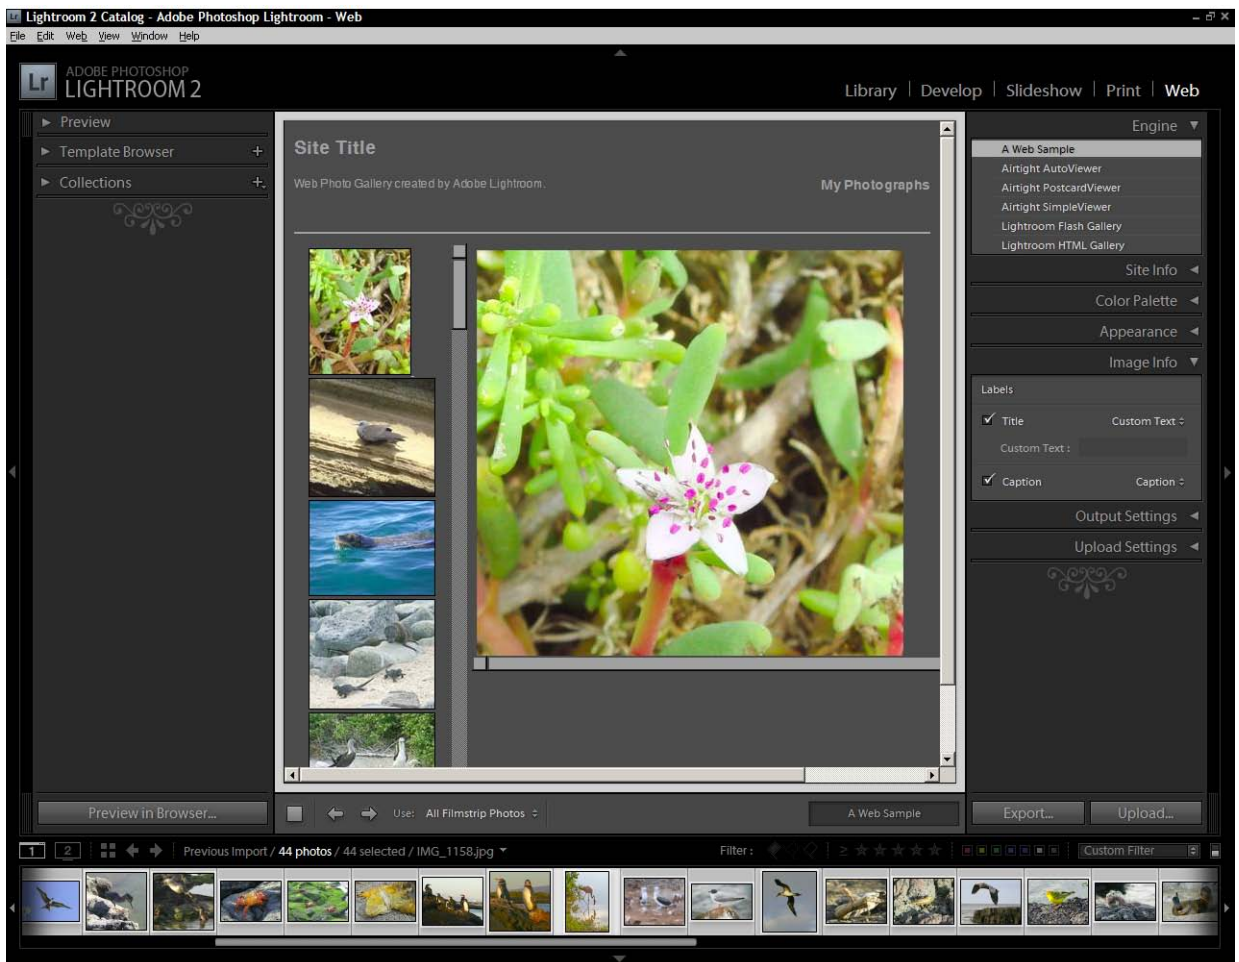 Lightroom 2 Catalog - Adobe Photoshop Lightroom - Web
File Edit Web View Window Help
Lr ADOBE PHOTOSHOP
LIGHTROOM 2
Library | Develop | Slideshow | Print | Web
Preview
Template Browser
Collections
Preview in Browser...
Site Title
Web Photo Gallery created by Adobe Lightroom.
My Photographs
Use: All Filmstrip Photos
A Web Sample
Engine
A Web Sample
Airtight AutoViewer
Airtight PostcardViewer
Airtight SimpleViewer
Lightroom Flash Gallery
Lightroom HTML Gallery
Site Info
Color Palette
Appearance
Image Info
Labels
Title Custom Text
Custom Text :
Caption Caption
Output Settings
Upload Settings
Export... Upload...
1 2 Previous Import / 44 photos / 44 selected / IMG_1158.jpg Filter : Custom Filter